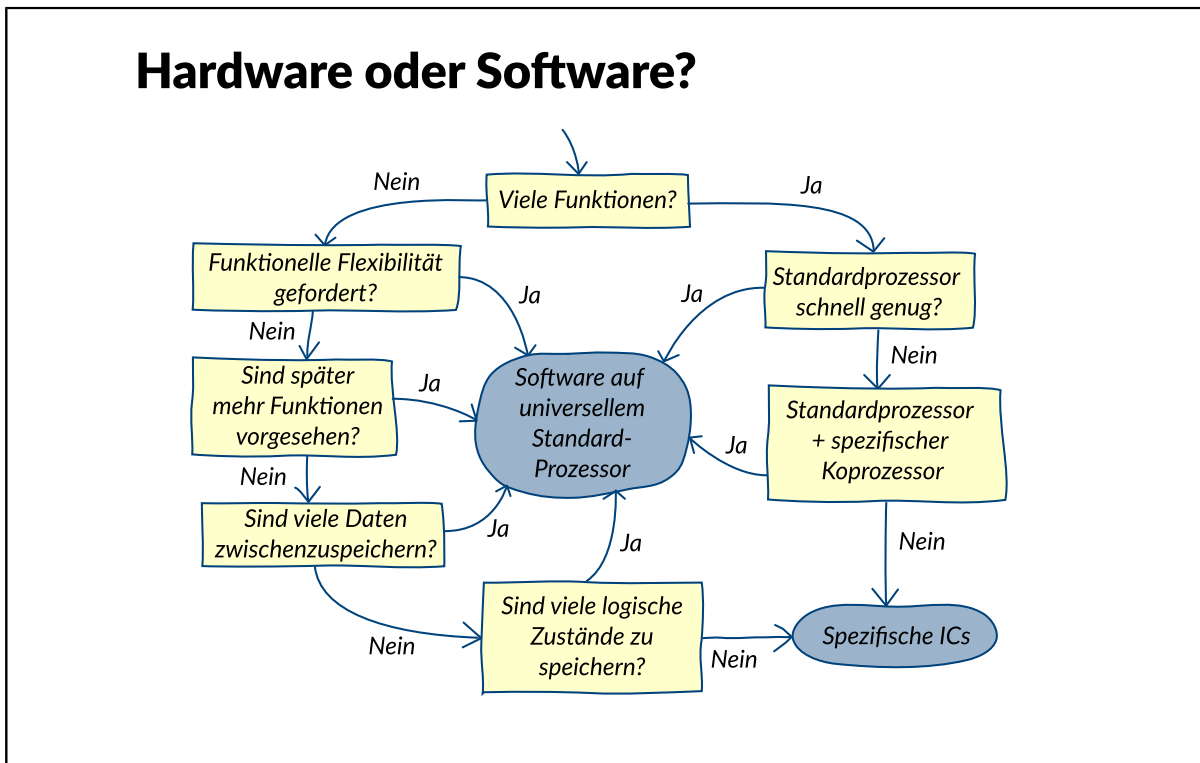 Hardware oder Software?
Nein
Viele Funktionen?
Ja
Funktionelle Flexibilität
gefordert?
Ja
Ja
Standardprozessor
schnell genug?
Nein
Nein
Sind später
mehr Funktionen
vorgesehen?
Ja
Software auf
universellem
Standard-
Prozessor
Standardprozessor
+ spezifischer
Koprozessor
Ja
Nein
Sind viele Daten
zwischenzuspeichern?
Ja
Ja
Nein
Nein
Sind viele logische
Zustände zu
speichern?
Nein
Spezifische ICs